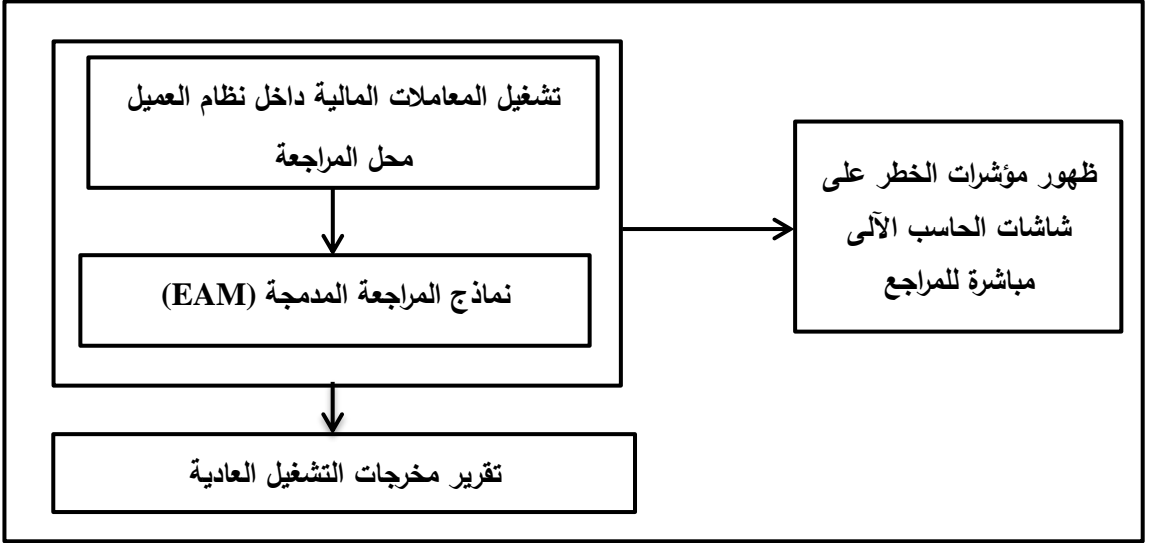 تشغيل المعاملات المالية داخل نظام العميل
محل المراجعة
نماذج المراجعة المدمجة (EAM)
ظهور مؤشرات الخطر على
شاشات الحاسب الآلى
مباشرة للمراجع
تقرير مخرجات التشغيل العادية